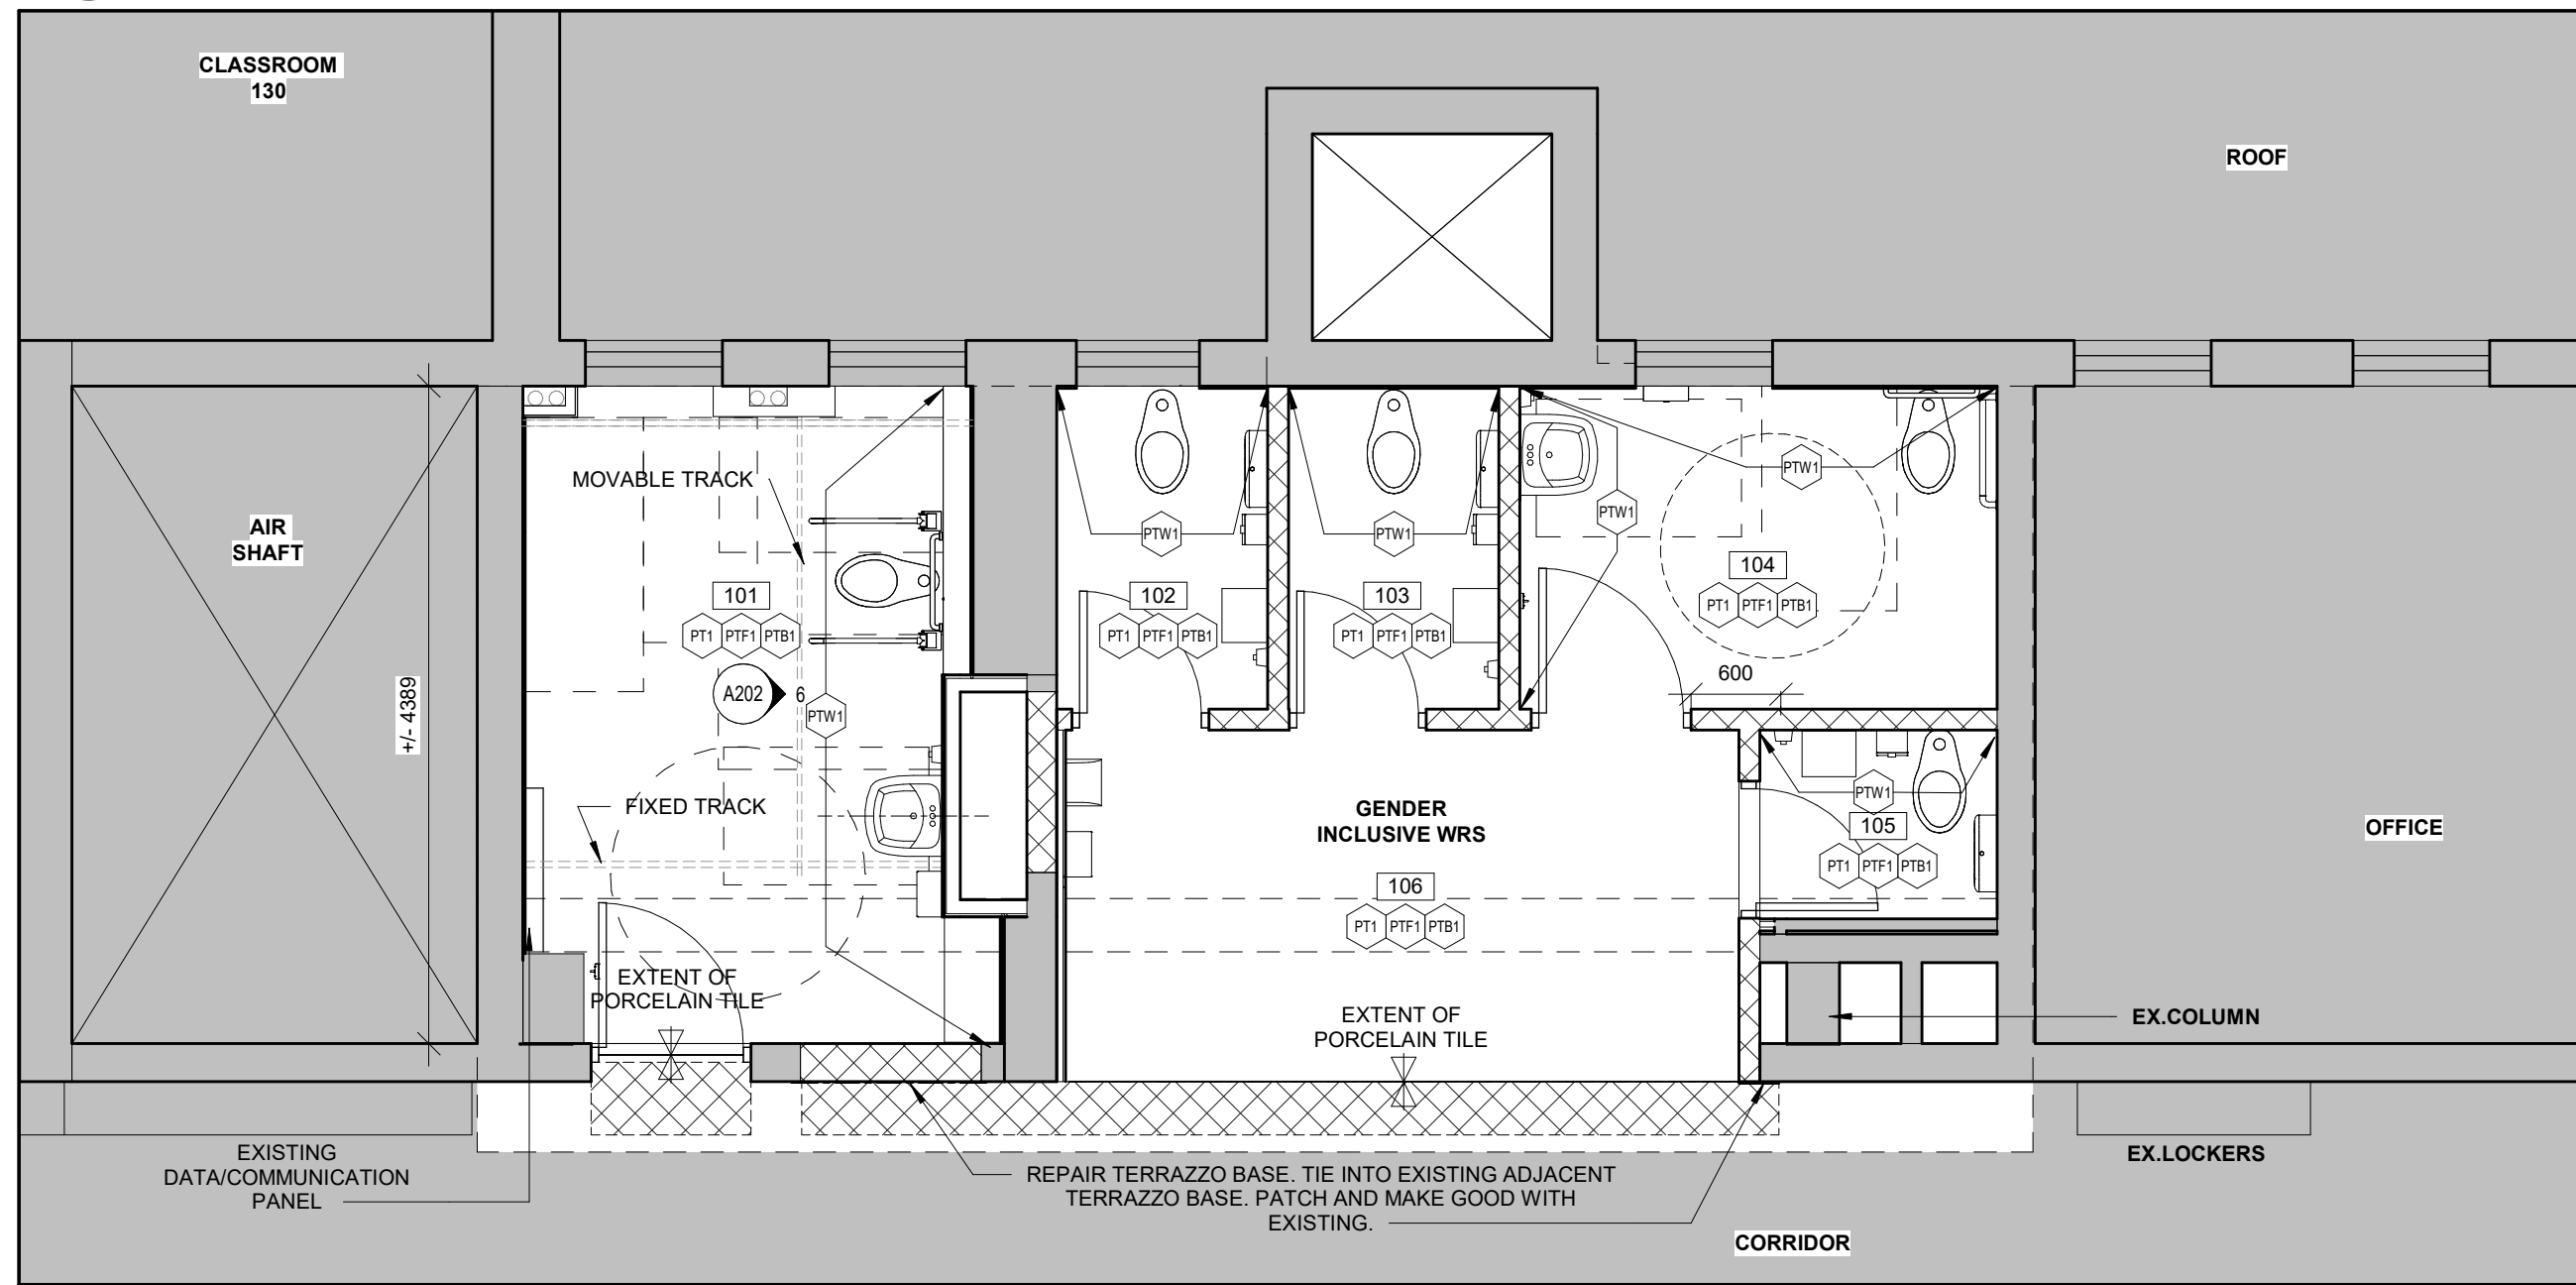 CLASSROOM
130
ROOF
MOVABLE TRACK
AIR
SHAFT
+/- 4389
101
PT1 PTF1 PTB1
A202 6
PTW1
FIXED TRACK
EXTENT OF
PORCELAIN TILE
PTW1
102
PT1 PTF1 PTB1
PTW1
103
PT1 PTF1 PTB1
PTW1
PTW1
104
PT1 PTF1 PTB1
600
GENDER
INCLUSIVE WRS
106
PT1 PTF1 PTB1
PTW1
105
PT1 PTF1 PTB1
OFFICE
EXTENT OF
PORCELAIN TILE
EX.COLUMN
EXISTING
DATA/COMMUNICATION
PANEL
REPAIR TERRAZZO BASE. TIE INTO EXISTING ADJACENT
TERRAZZO BASE. PATCH AND MAKE GOOD WITH
EXISTING.
EX.LOCKERS
CORRIDOR